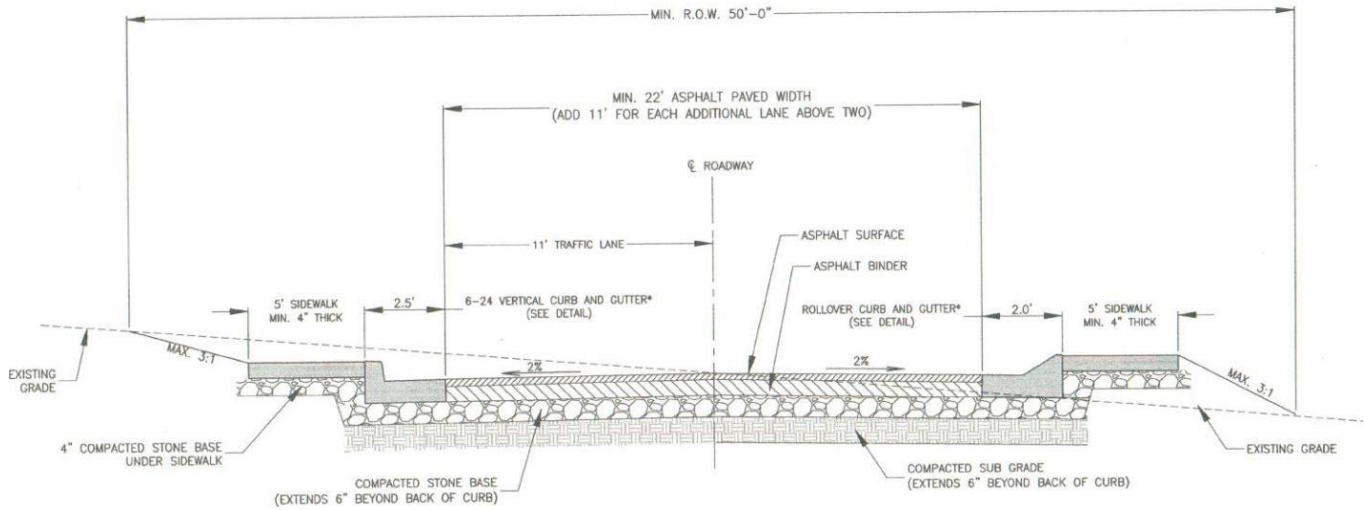 MIN. R.O.W. 50'-0"
MIN. 22' ASPHALT PAVED WIDTH
(ADD 11' FOR EACH ADDITIONAL LANE ABOVE TWO)
℄ ROADWAY
11' TRAFFIC LANE
ASPHALT SURFACE
ASPHALT BINDER
5' SIDEWALK
MIN. 4" THICK
2.5'
6-24 VERTICAL CURB AND GUTTER*
(SEE DETAIL)
ROLLOVER CURB AND GUTTER*
(SEE DETAIL)
2.0'
5' SIDEWALK
MIN. 4" THICK
MAX. 3:1
2%
2%
MAX. 3:1
EXISTING
GRADE
4" COMPACTED STONE BASE
UNDER SIDEWALK
COMPACTED STONE BASE
(EXTENDS 6" BEYOND BACK OF CURB)
COMPACTED SUB GRADE
(EXTENDS 6" BEYOND BACK OF CURB)
EXISTING GRADE